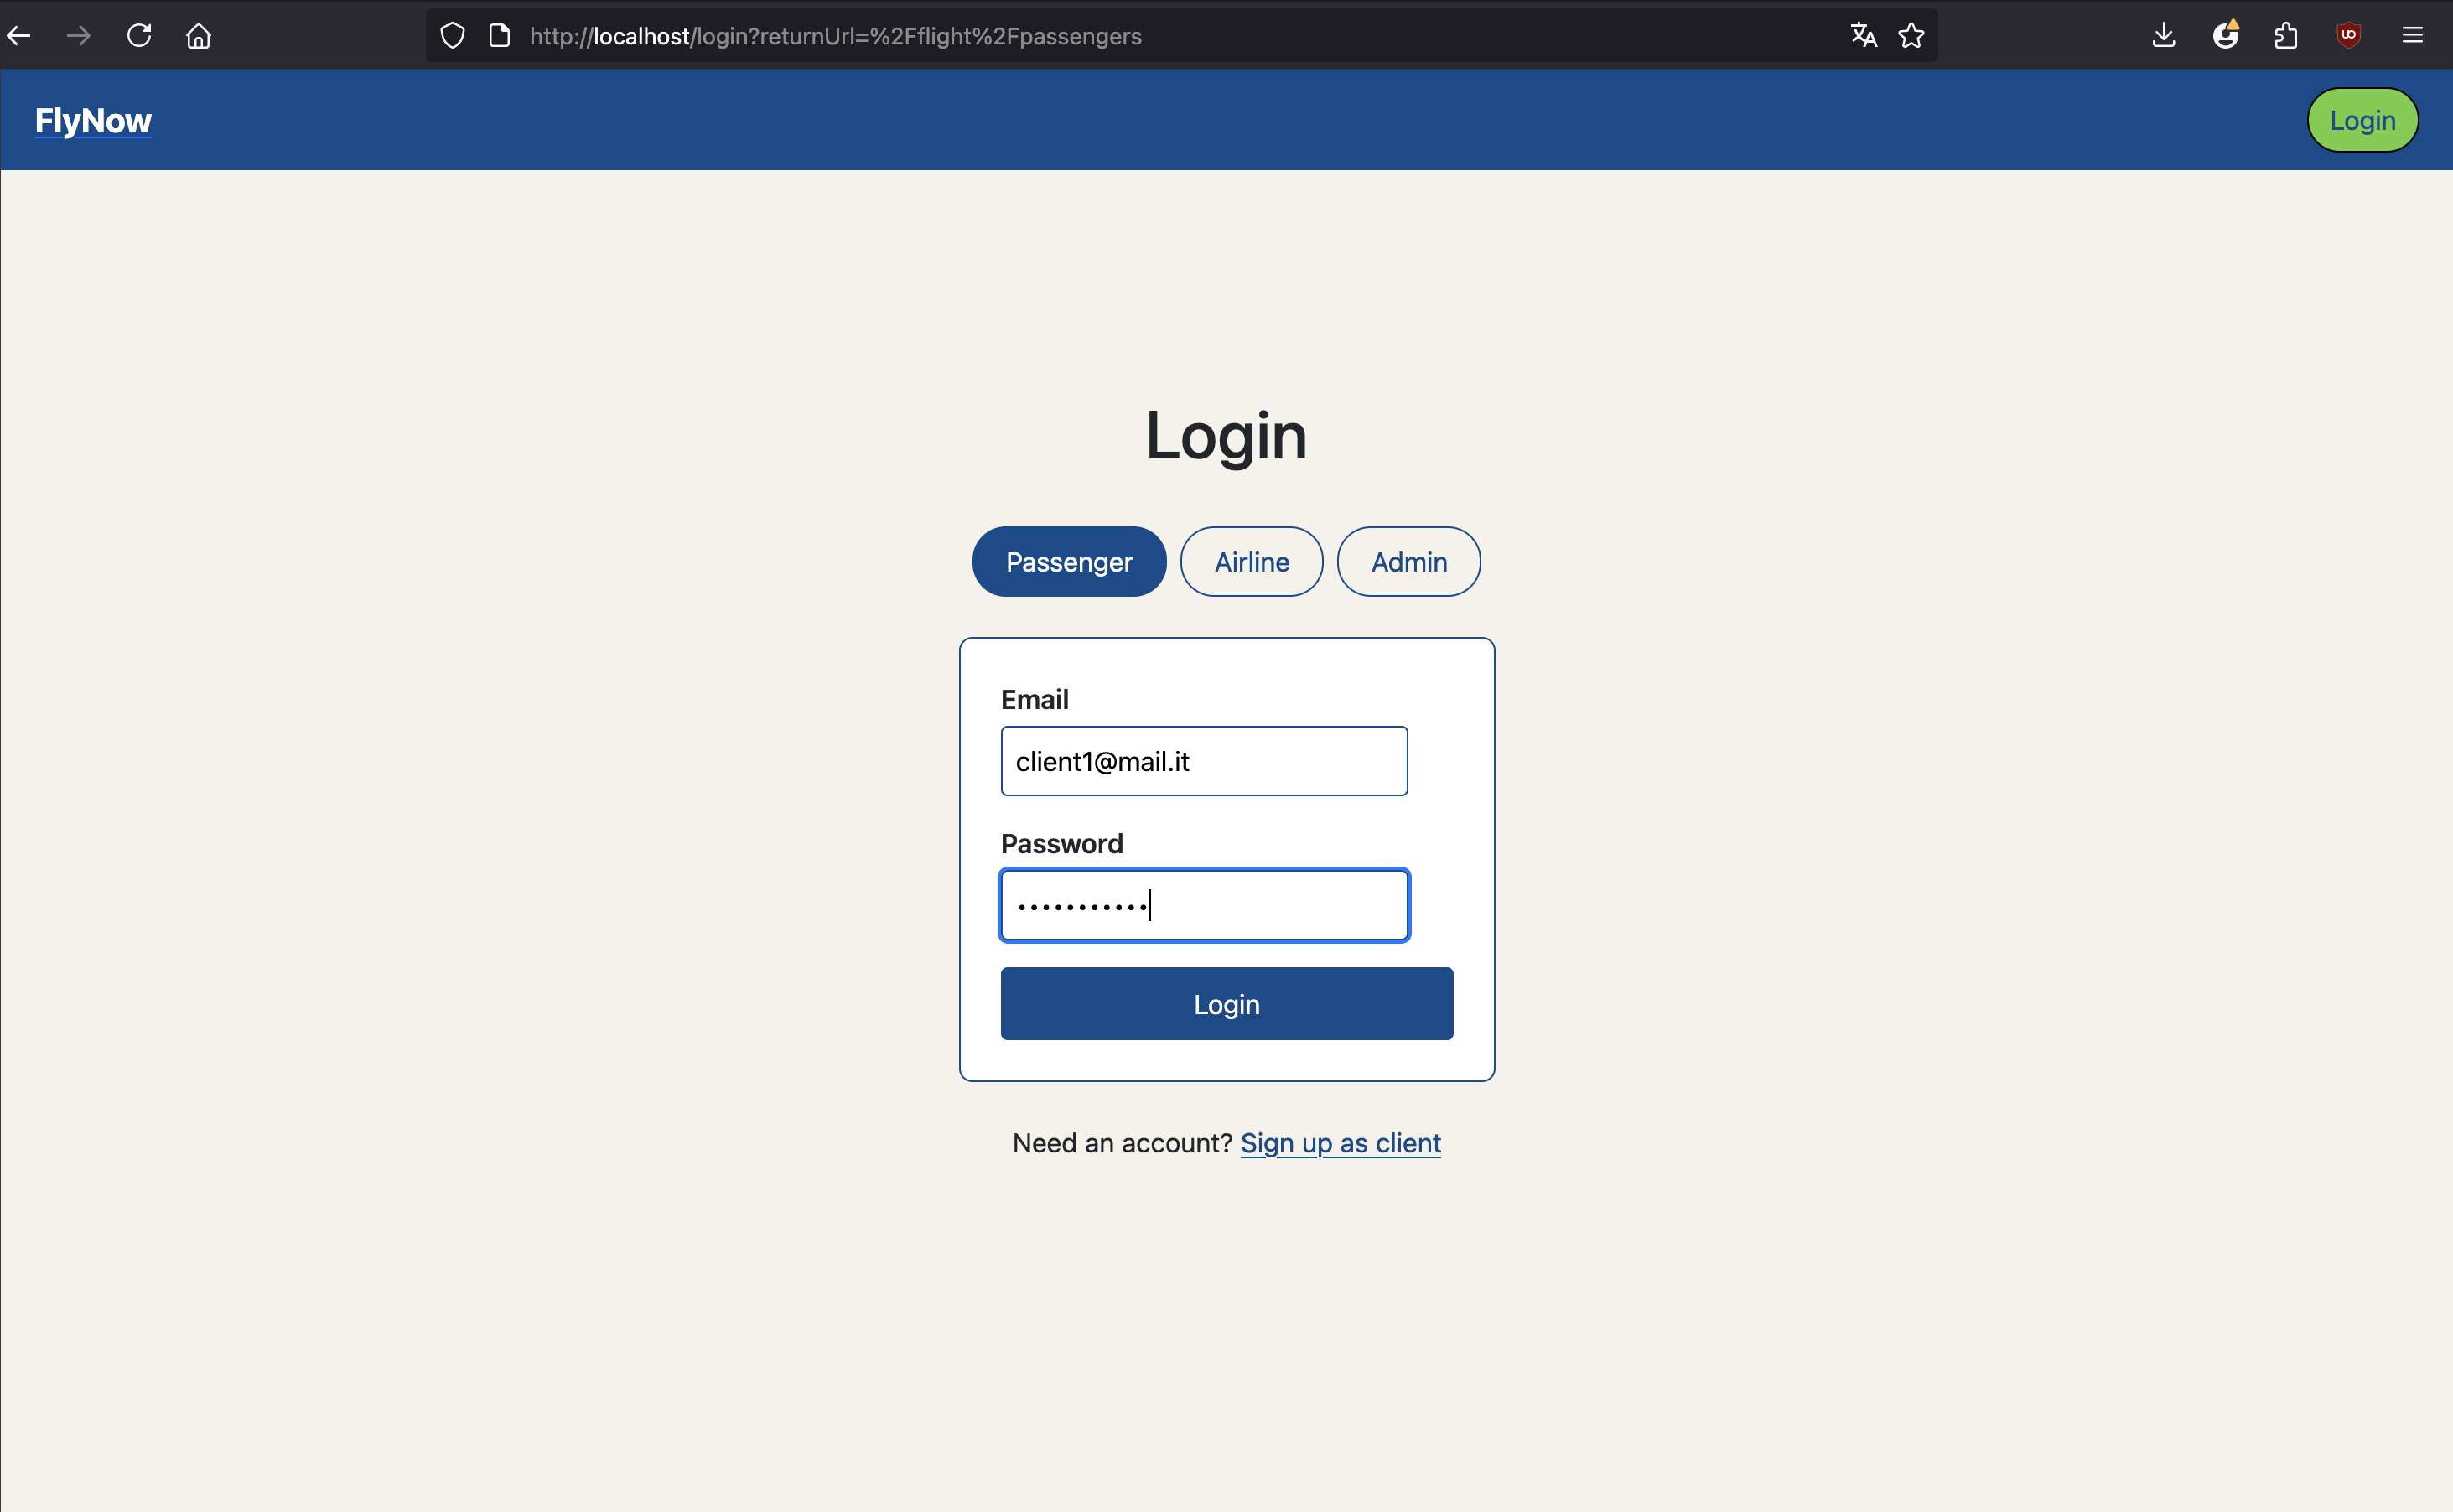 http://localhost/login?returnUrl=%2Fflight%2Fpassengers
FlyNow
Login
Login
Passenger
Airline
Admin
Email
client1@mail.it
Password
•••••••••••
Login
Need an account? Sign up as client